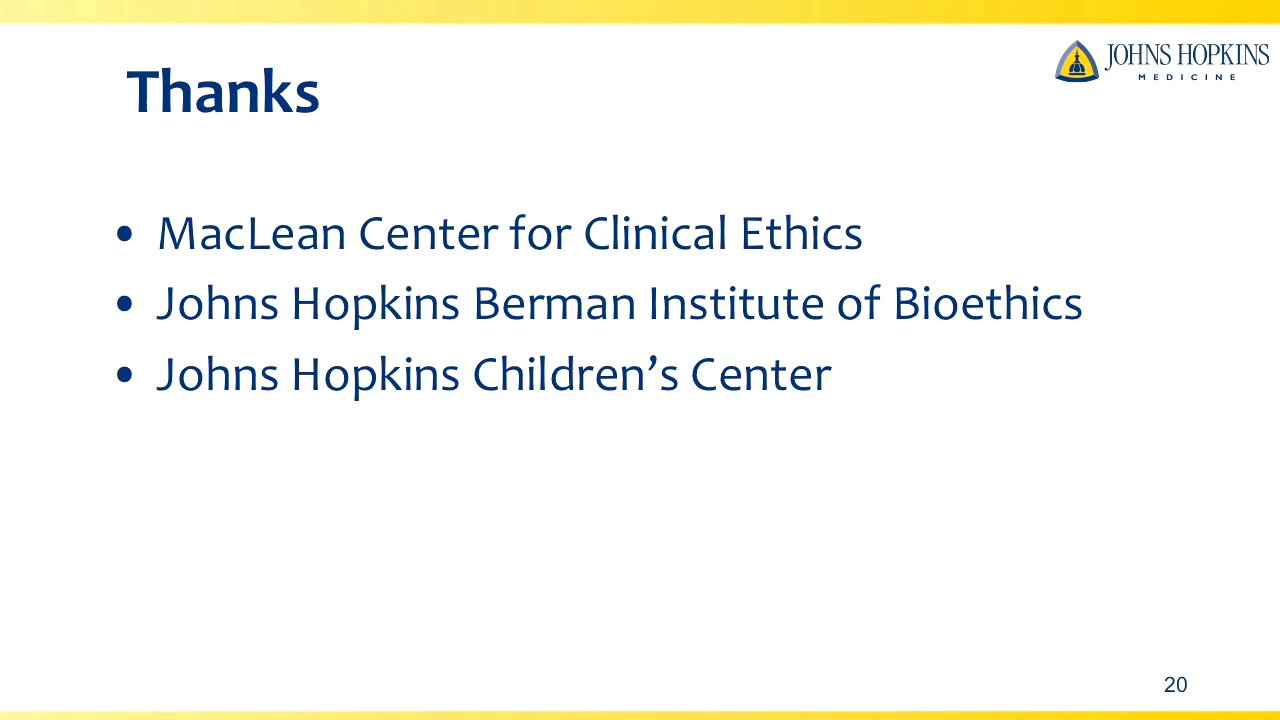 JOHNS HOPKINS
MEDICINE
Thanks
• MacLean Center for Clinical Ethics
• Johns Hopkins Berman Institute of Bioethics
• Johns Hopkins Children’s Center
20